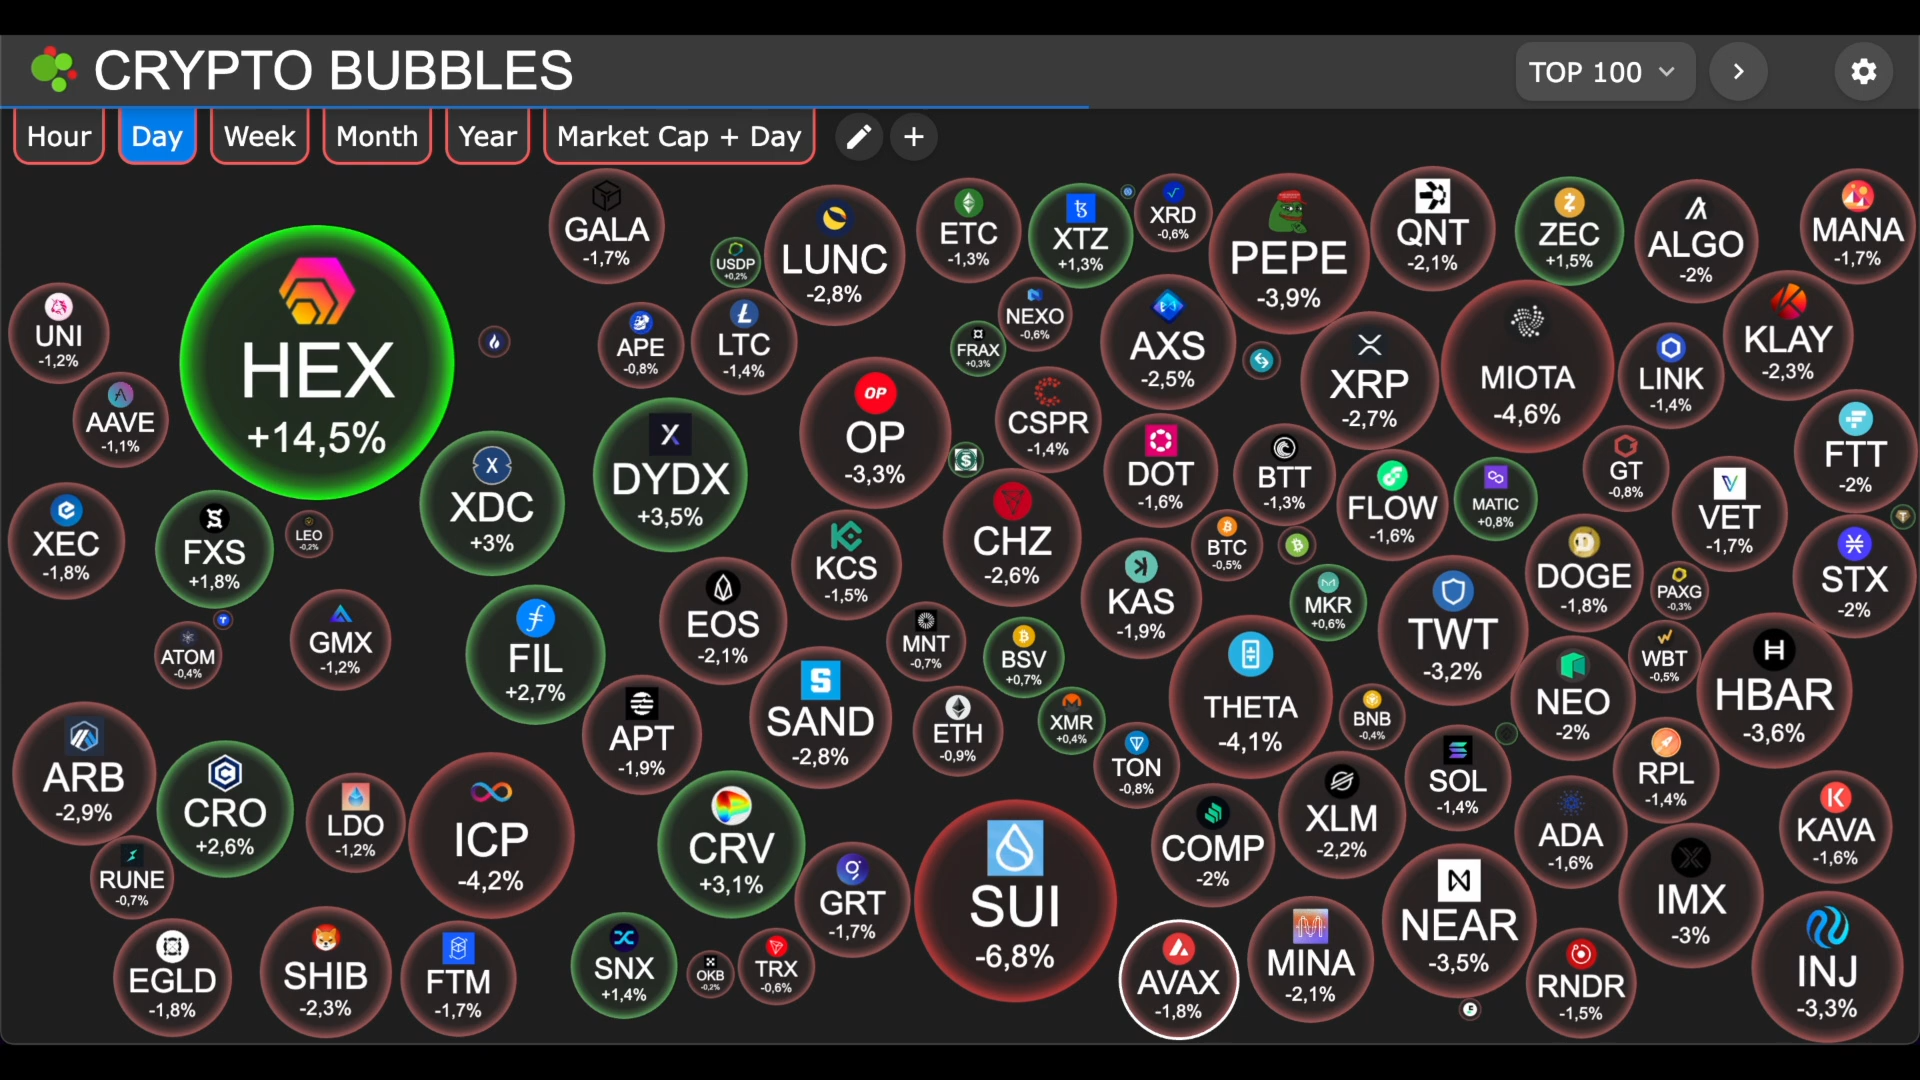 CRYPTO BUBBLES
TOP 100
Hour
Day
Week
Month
Year
Market Cap + Day
GALA
-1,7%
USDP
+0,2%
LUNC
-2,8%
ETC
-1,3%
XTZ
+1,3%
XRD
-0,6%
PEPE
-3,9%
QNT
-2,1%
ZEC
+1,5%
ALGO
-2%
MANA
-1,7%
UNI
-1,2%
HEX
+14,5%
APE
-0,8%
LTC
-1,4%
NEXO
-0,6%
FRAX
+0,3%
AXS
-2,5%
XRP
-2,7%
MIOTA
-4,6%
LINK
-1,4%
KLAY
-2,3%
AAVE
-1,1%
XDC
+3%
DYDX
+3,5%
OP
OP
-3,3%
CSPR
-1,4%
DOT
-1,6%
BTT
-1,3%
FLOW
-1,6%
MATIC
+0,8%
GT
-0,8%
VET
-1,7%
FTT
-2%
XEC
-1,8%
FXS
+1,8%
LEO
-0,2%
KCS
-1,5%
CHZ
-2,6%
KAS
-1,9%
BTC
-0,5%
MKR
+0,6%
DOGE
-1,8%
PAXG
-0,3%
STX
-2%
ATOM
-0,4%
GMX
-1,2%
FIL
+2,7%
EOS
-2,1%
MNT
-0,7%
BSV
+0,7%
TWT
-3,2%
WBT
-0,5%
HBAR
-3,6%
APT
-1,9%
SAND
-2,8%
ETH
-0,9%
XMR
+0,4%
THETA
-4,1%
BNB
-0,4%
NEO
-2%
ARB
-2,9%
CRO
+2,6%
LDO
-1,2%
ICP
-4,2%
CRV
+3,1%
TON
-0,8%
SOL
-1,4%
RPL
-1,4%
RUNE
-0,7%
GRT
-1,7%
SUI
-6,8%
COMP
-2%
XLM
-2,2%
ADA
-1,6%
KAVA
-1,6%
EGLD
-1,8%
SHIB
-2,3%
FTM
-1,7%
SNX
+1,4%
OKB
-0,2%
TRX
-0,6%
AVAX
-1,8%
MINA
-2,1%
NEAR
-3,5%
RNDR
-1,5%
IMX
-3%
INJ
-3,3%